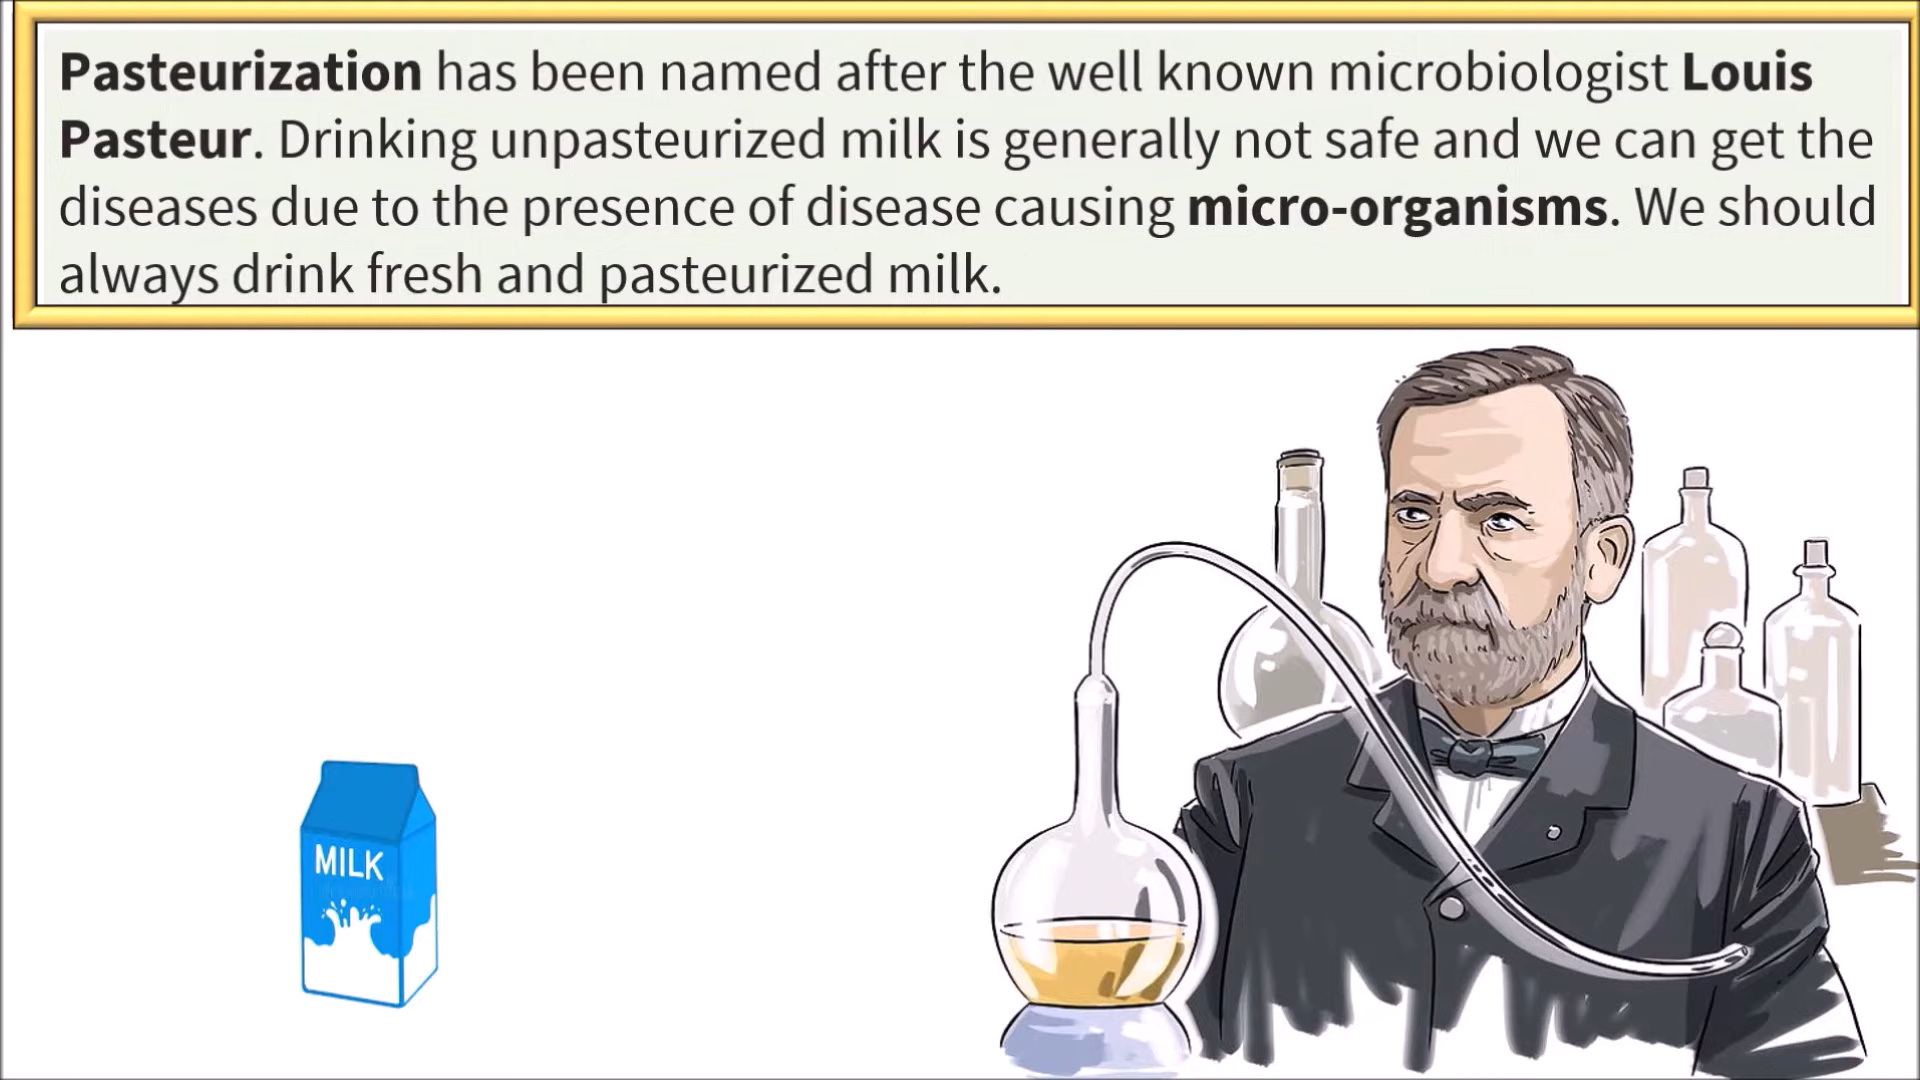 Pasteurization has been named after the well known microbiologist Louis
Pasteur. Drinking unpasteurized milk is generally not safe and we can get the
diseases due to the presence of disease causing micro-organisms. We should
always drink fresh and pasteurized milk.
MILK